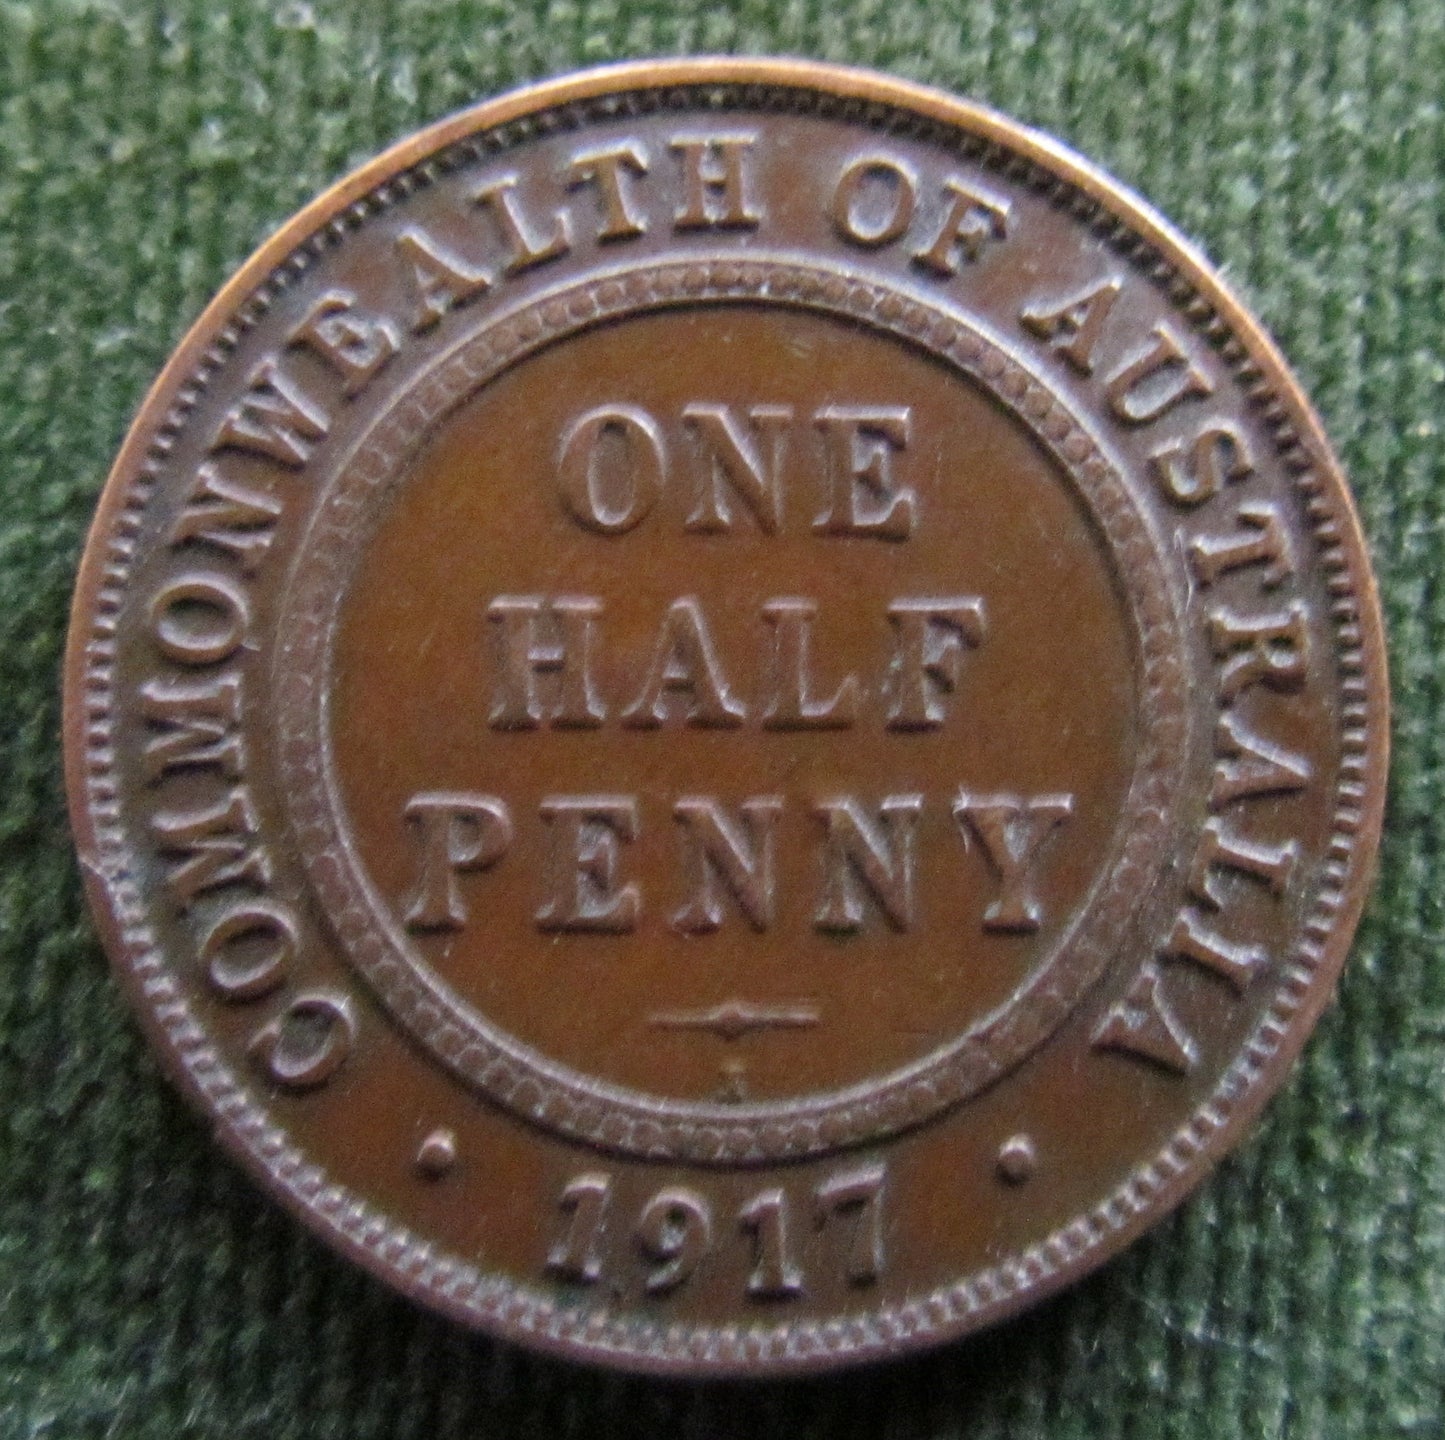 COMMONWEALTH OF AUSTRALIA
ONE
HALF
PENNY
I
· 1917 ·